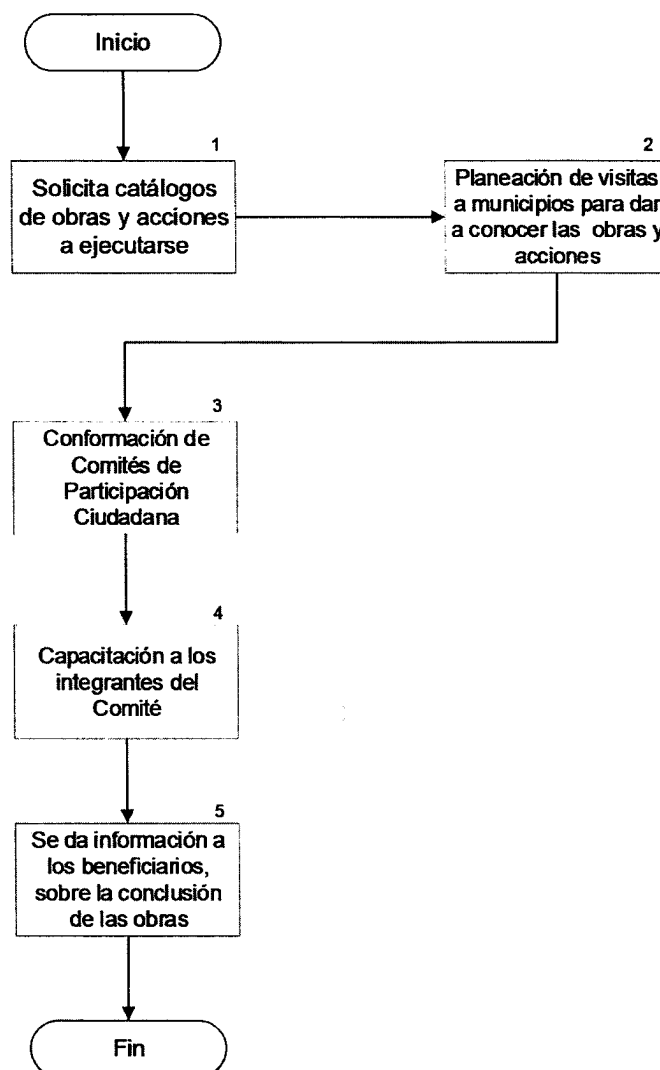 Inicio
1
Solicita catálogos
de obras y acciones
a ejecutarse
2
Planeación de visitas
a municipios para dar
a conocer las obras y
acciones
3
Conformación de
Comités de
Participación
Ciudadana
4
Capacitación a los
integrantes del
Comité
5
Se da información a
los beneficiarios,
sobre la conclusión
de las obras
Fin